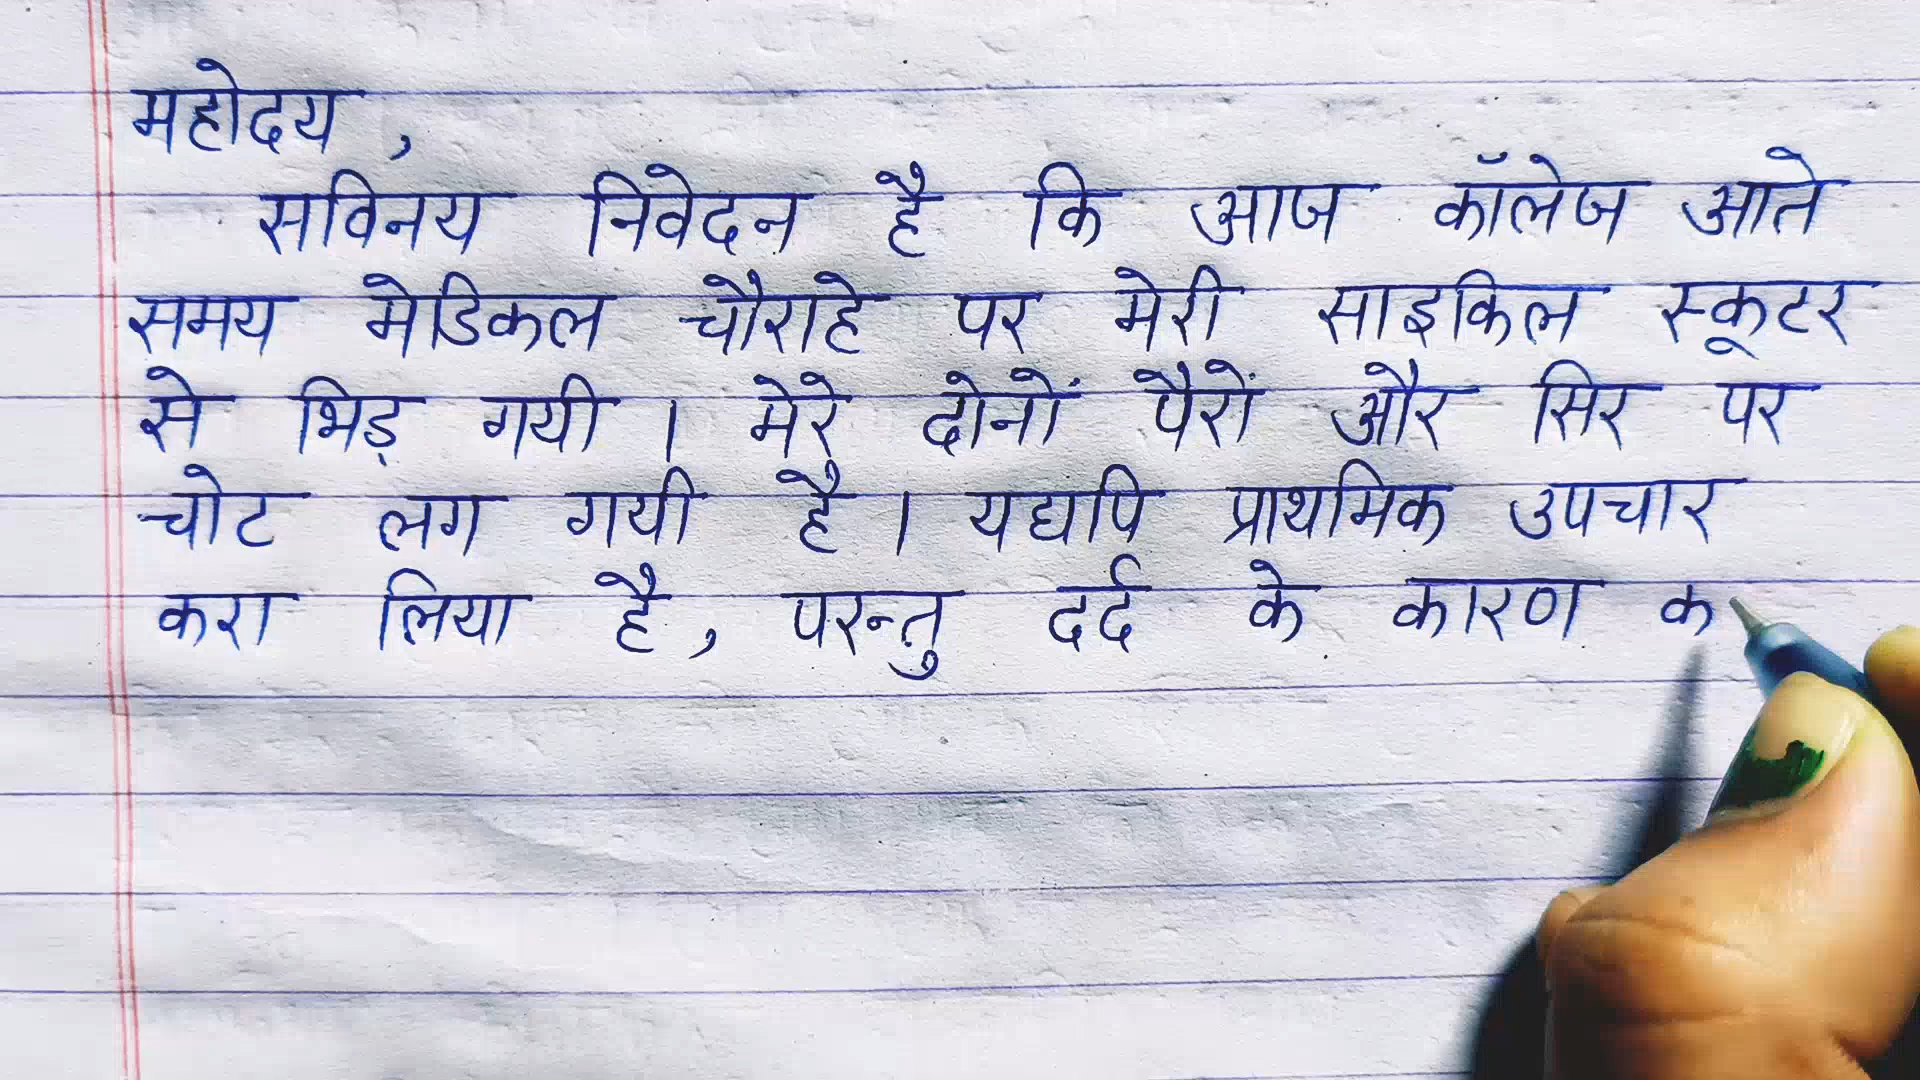 महोदय ,
सविनय निवेदन है कि आज कॉलेज आते
समय मेडिकल चौराहे पर मेरी साइकिल स्कूटर
से भिड़ गयी । मेरे दोनों पैरों और सिर पर
चोट लग गयी है । यद्यपि प्राथमिक उपचार
करा लिया है, परन्तु दर्द के कारण क